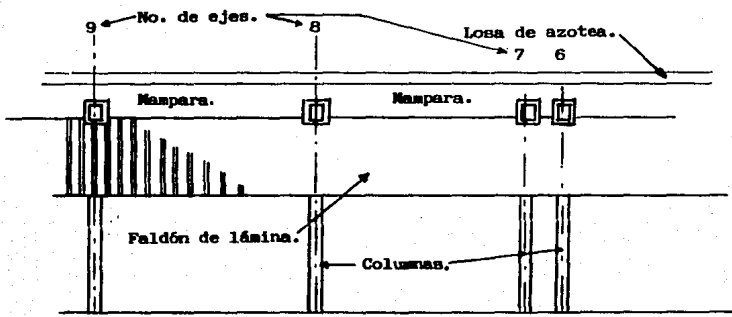 No. de ejes.
9 8
Losa de azotea.
7 6
Mampara. Mampara.
Faldón de lámina.
Columnas.